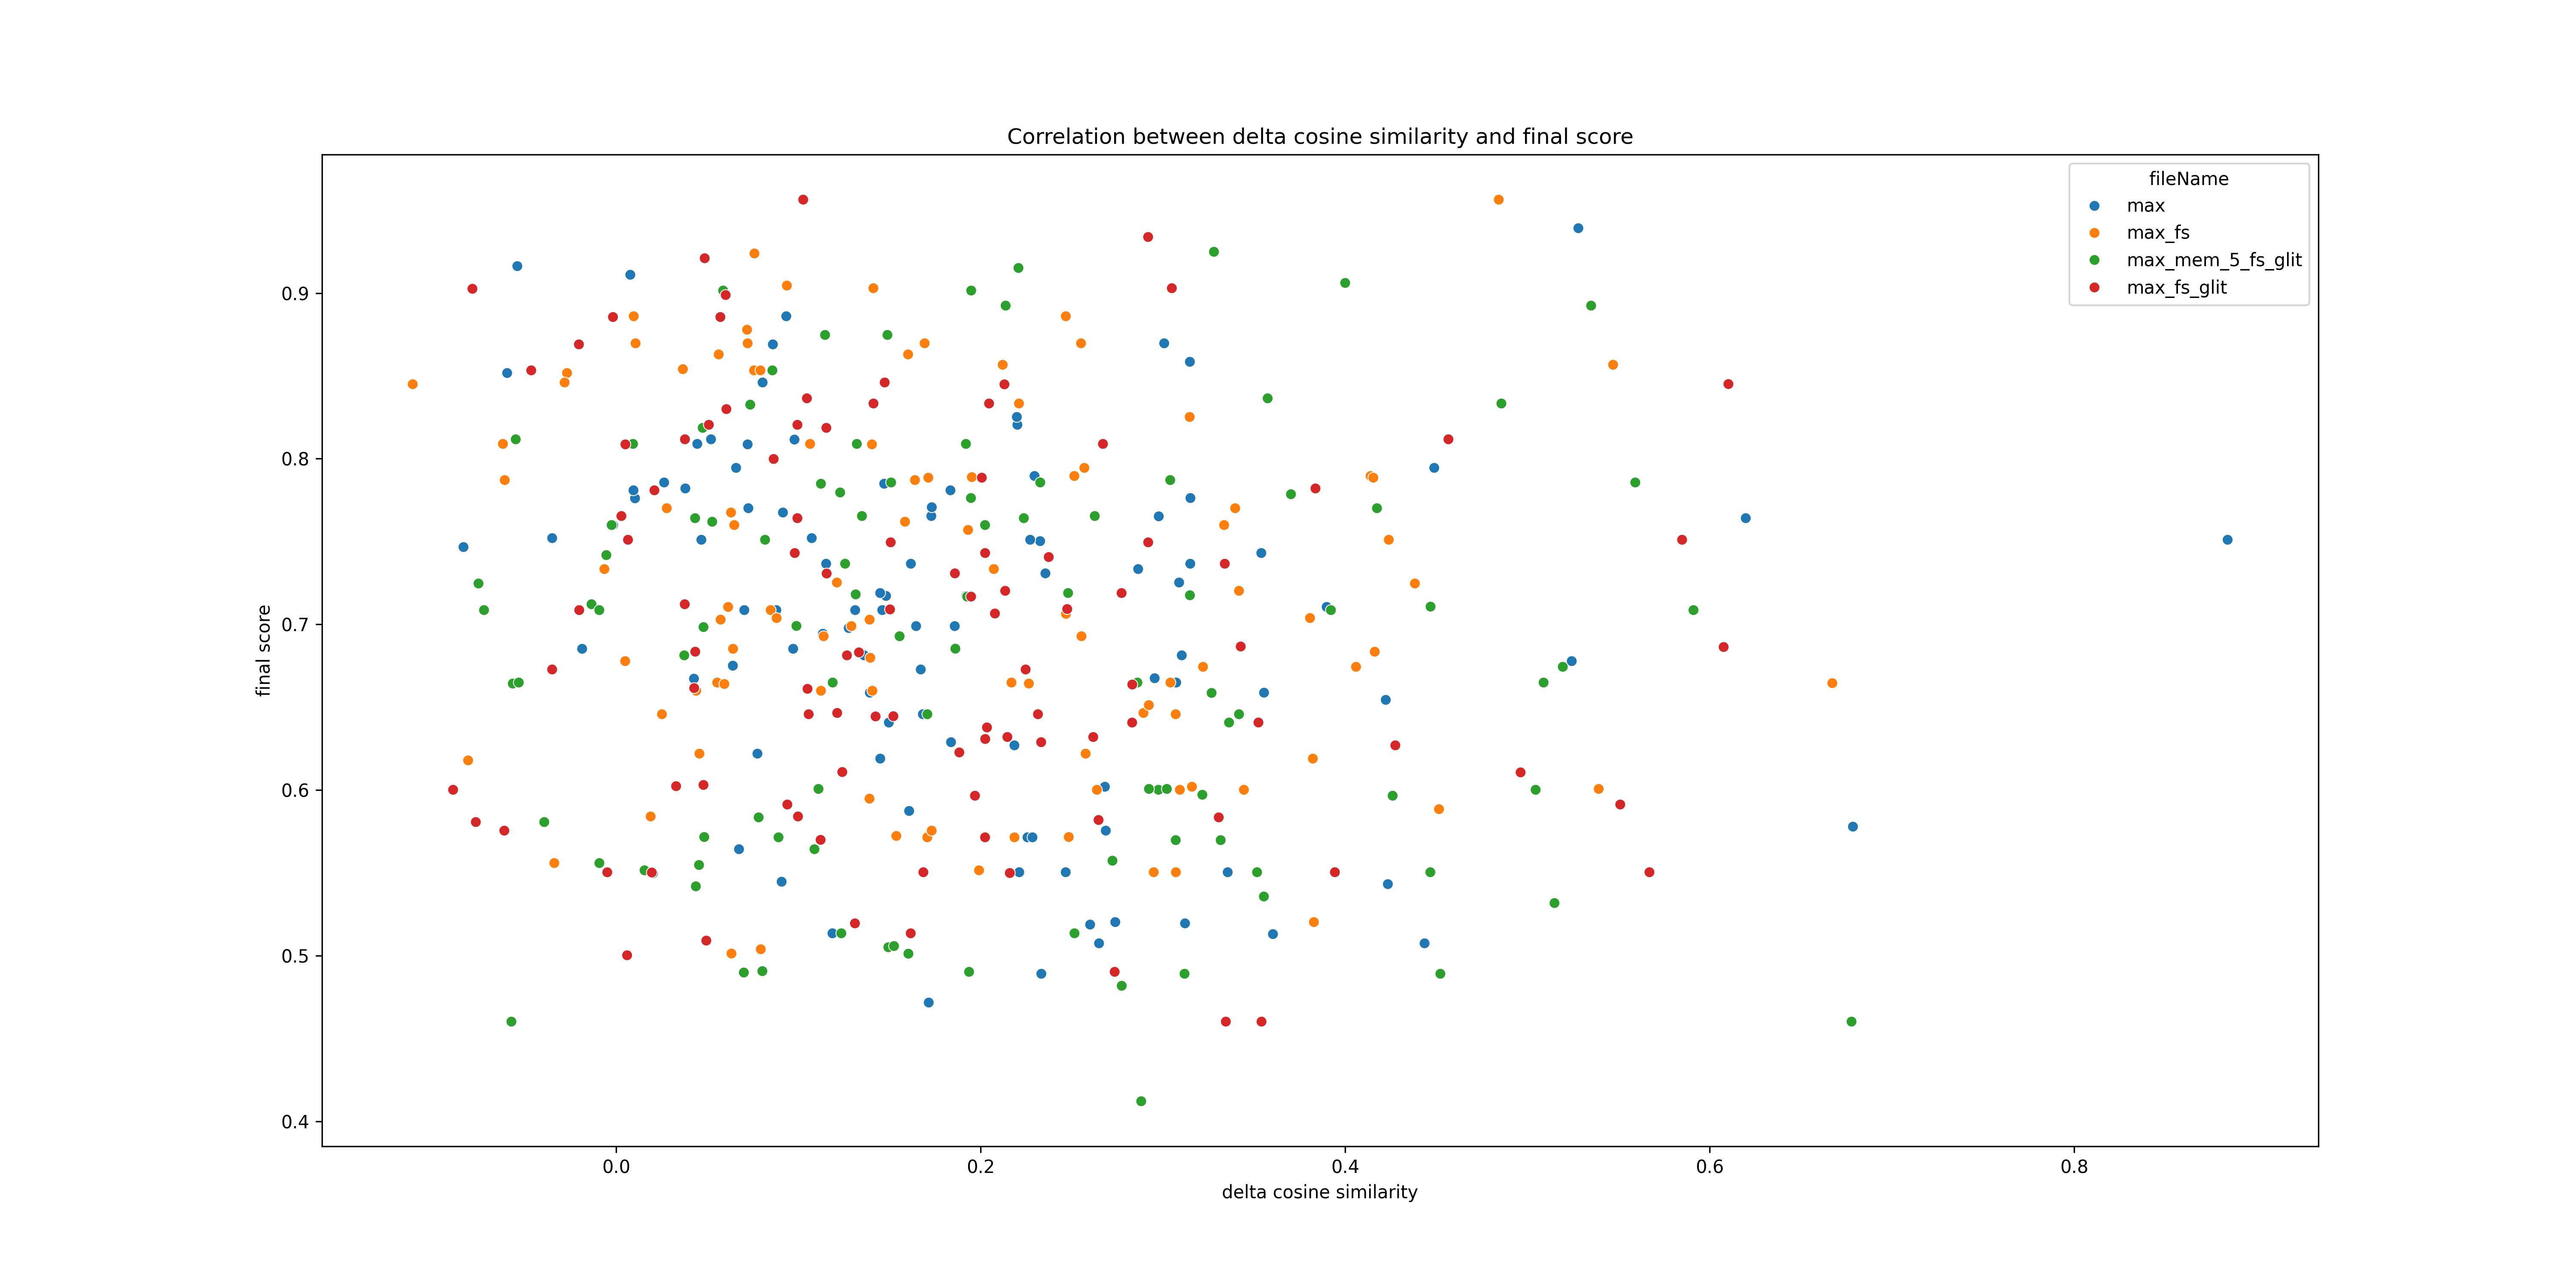 Correlation between delta cosine similarity and final score
fileName
max
max_fs
max_mem_5_fs_glit
max_fs_glit
0.9
0.8
0.7
0.6
0.5
0.4
final score
0.0 0.2 0.4 0.6 0.8
delta cosine similarity